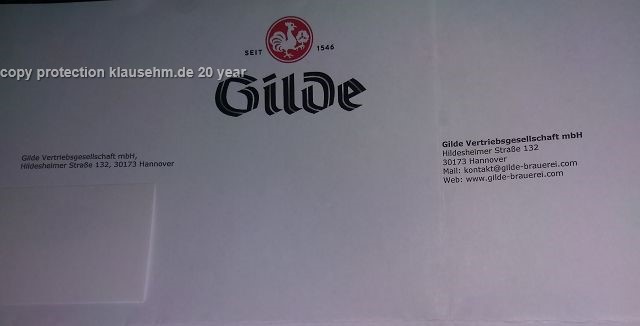 SEIT 1546
copy protection klausehm.de 20 year
Gilde
Gilde Vertriebsgesellschaft mbH,
Hildesheimer Straße 132, 30173 Hannover
Gilde Vertriebsgesellschaft mbH
Hildesheimer Straße 132
30173 Hannover
Mail: kontakt@gilde-brauerei.com
Web: www.gilde-brauerei.com